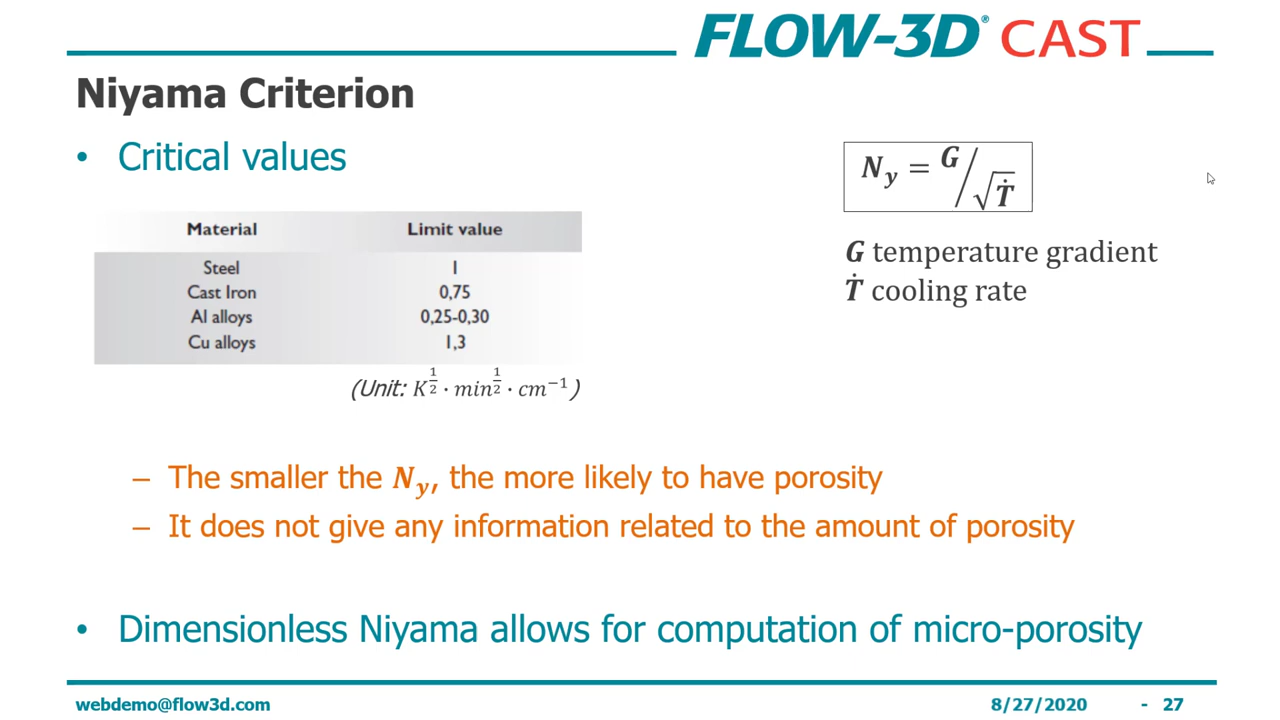 FLOW-3D® CAST
Niyama Criterion
• Critical values
N_y = G/√Ṫ
G temperature gradient
Ṫ cooling rate
Material Limit value
Steel 1
Cast Iron 0,75
Al alloys 0,25-0,30
Cu alloys 1,3
(Unit: K^(1/2) · min^(1/2) · cm^(−1))
– The smaller the N_y, the more likely to have porosity
– It does not give any information related to the amount of porosity
• Dimensionless Niyama allows for computation of micro-porosity
webdemo@flow3d.com 8/27/2020 - 27